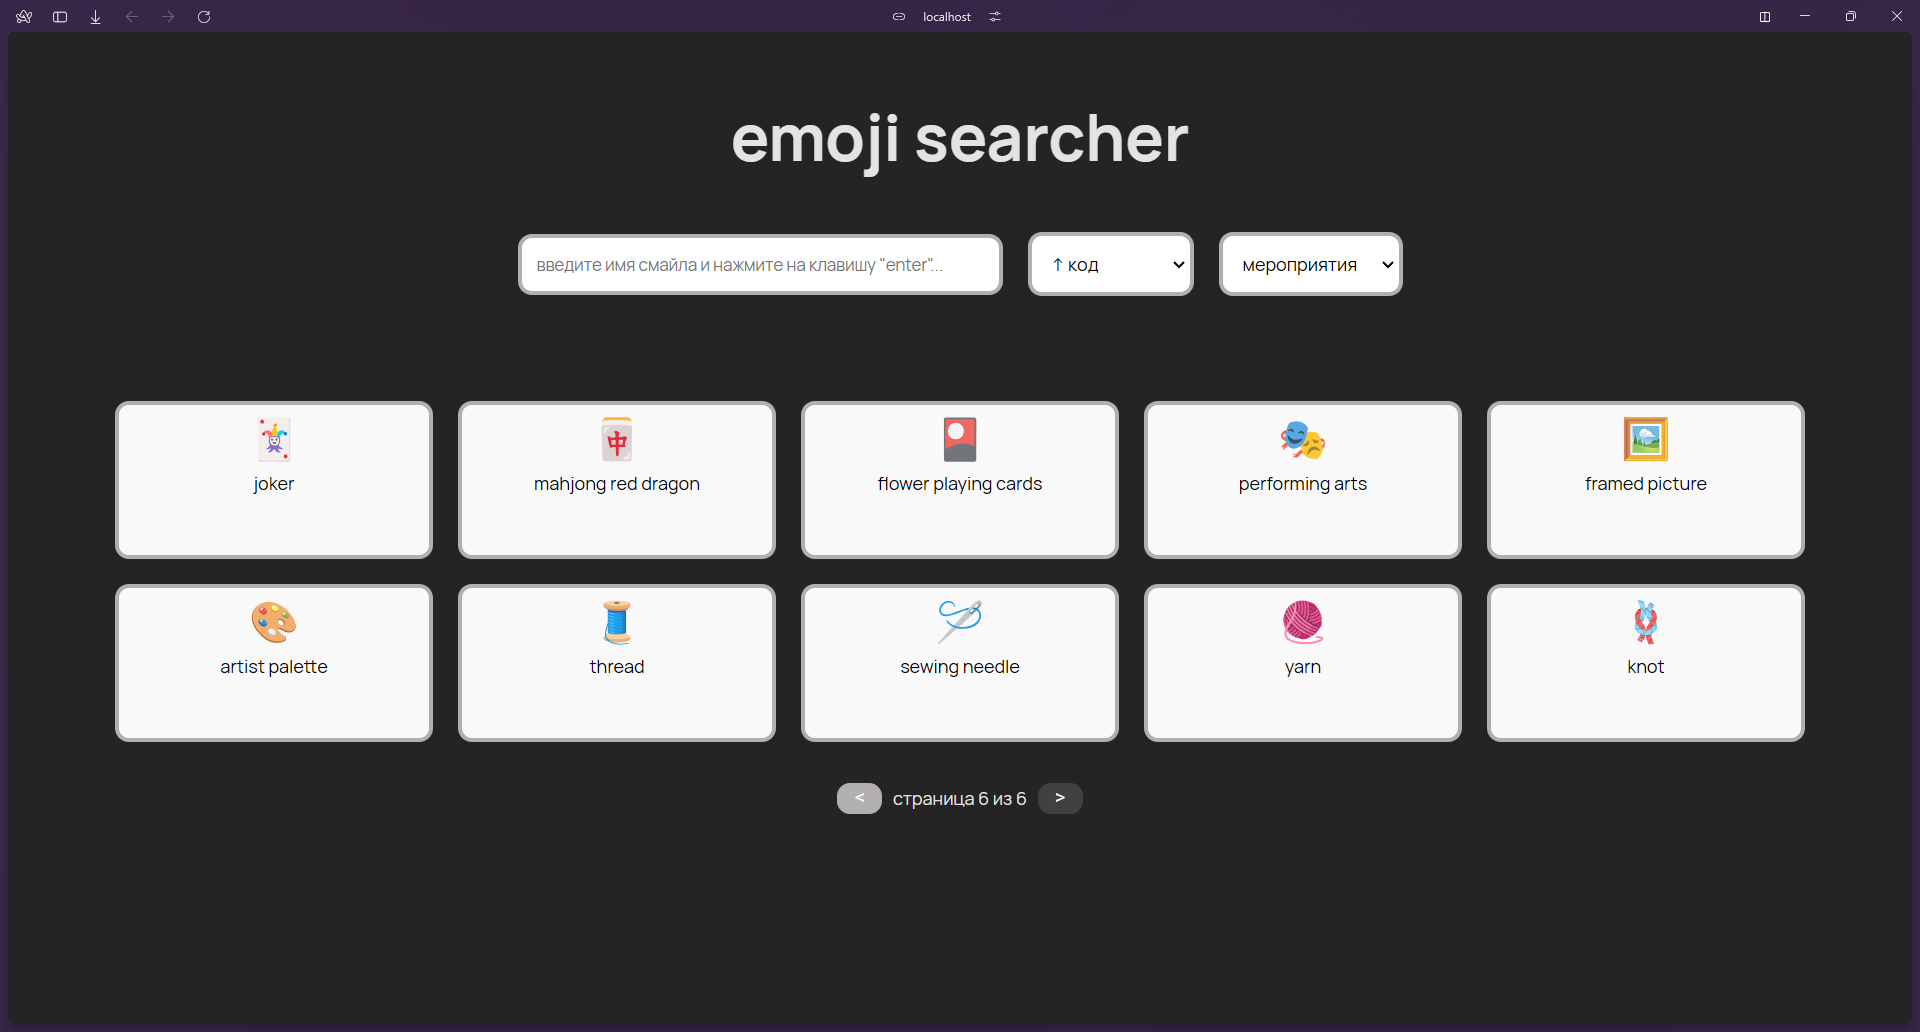 localhost
emoji searcher
введите имя смайла и нажмите на клавишу "enter"...
↑ код
мероприятия
joker
mahjong red dragon
flower playing cards
performing arts
framed picture
artist palette
thread
sewing needle
yarn
knot
< страница 6 из 6 >